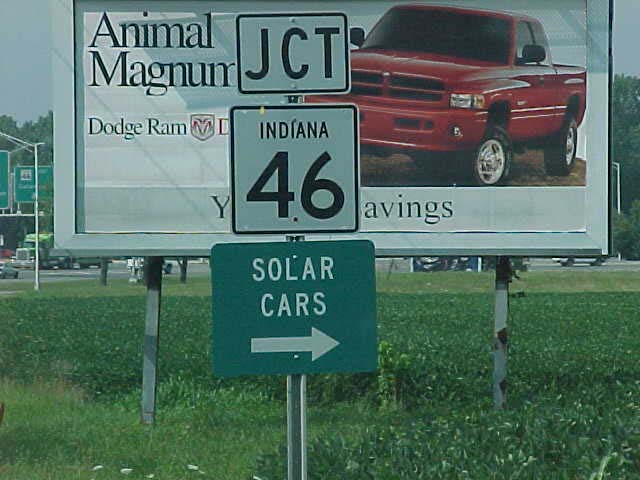 Animal
Magnum
Dodge Ram
JCT
INDIANA
46
avings
SOLAR
CARS